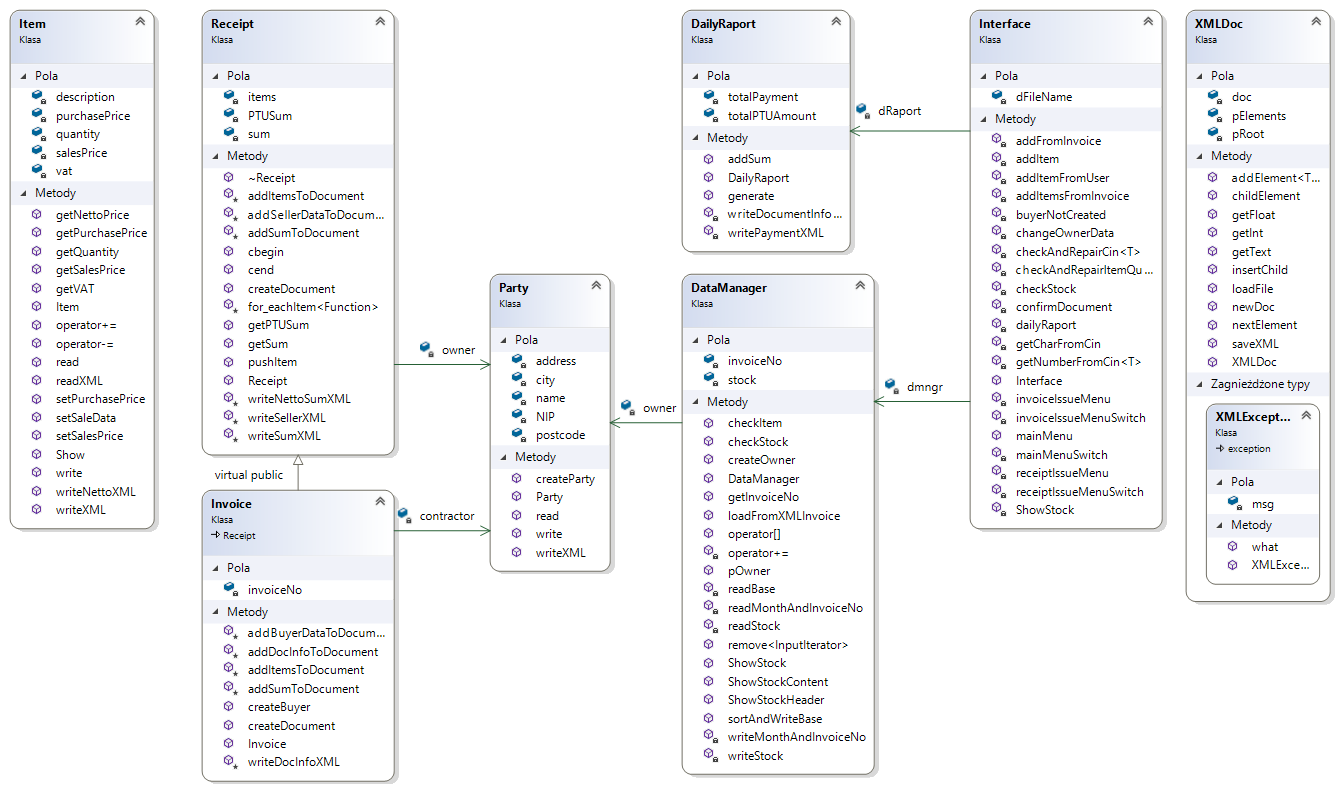 Item
Klasa
Pola
description
purchasePrice
quantity
salesPrice
vat
Metody
getNettoPrice
getPurchasePrice
getQuantity
getSalesPrice
getVAT
Item
operator+=
operator-=
read
readXML
setPurchasePrice
setSaleData
setSalesPrice
Show
write
writeNettoXML
writeXML
Receipt
Klasa
Pola
items
PTUSum
sum
Metody
~Receipt
addItemsToDocument
addSellerDataToDocum...
addSumToDocument
cbegin
cend
createDocument
for_eachItem<Function>
getPTUSum
getSum
pushItem
Receipt
writeNettoSumXML
writeSellerXML
writeSumXML
virtual public
Invoice
Klasa
Receipt
Pola
invoiceNo
Metody
addBuyerDataToDocum...
addDocInfoToDocument
addItemsToDocument
addSumToDocument
createBuyer
createDocument
Invoice
writeDocInfoXML
owner
contractor
Party
Klasa
Pola
address
city
name
NIP
postcode
Metody
createParty
Party
read
write
writeXML
owner
DailyRaport
Klasa
Pola
totalPayment
totalPTUAmount
Metody
addSum
DailyRaport
generate
writeDocumentInfo...
writePaymentXML
dRaport
DataManager
Klasa
Pola
invoiceNo
stock
Metody
checkItem
checkStock
createOwner
DataManager
getInvoiceNo
loadFromXMLInvoice
operator[]
operator+=
pOwner
readBase
readMonthAndInvoiceNo
readStock
remove<InputIterator>
ShowStock
ShowStockContent
ShowStockHeader
sortAndWriteBase
writeMonthAndInvoiceNo
writeStock
dmngr
Interface
Klasa
Pola
dFileName
Metody
addFromInvoice
addItem
addItemFromUser
addItemsFromInvoice
buyerNotCreated
changeOwnerData
checkAndRepairCin<T>
checkAndRepairItemQu...
checkStock
confirmDocument
dailyRaport
getCharFromCin
getNumberFromCin<T>
Interface
invoiceIssueMenu
invoiceIssueMenuSwitch
mainMenu
mainMenuSwitch
receiptIssueMenu
receiptIssueMenuSwitch
ShowStock
XMLDoc
Klasa
Pola
doc
pElements
pRoot
Metody
addElement<T...
childElement
getFloat
getInt
getText
insertChild
loadFile
newDoc
nextElement
saveXML
XMLDoc
Zagnieżdżone typy
XMLExcept...
Klasa
exception
Pola
msg
Metody
what
XMLExce...